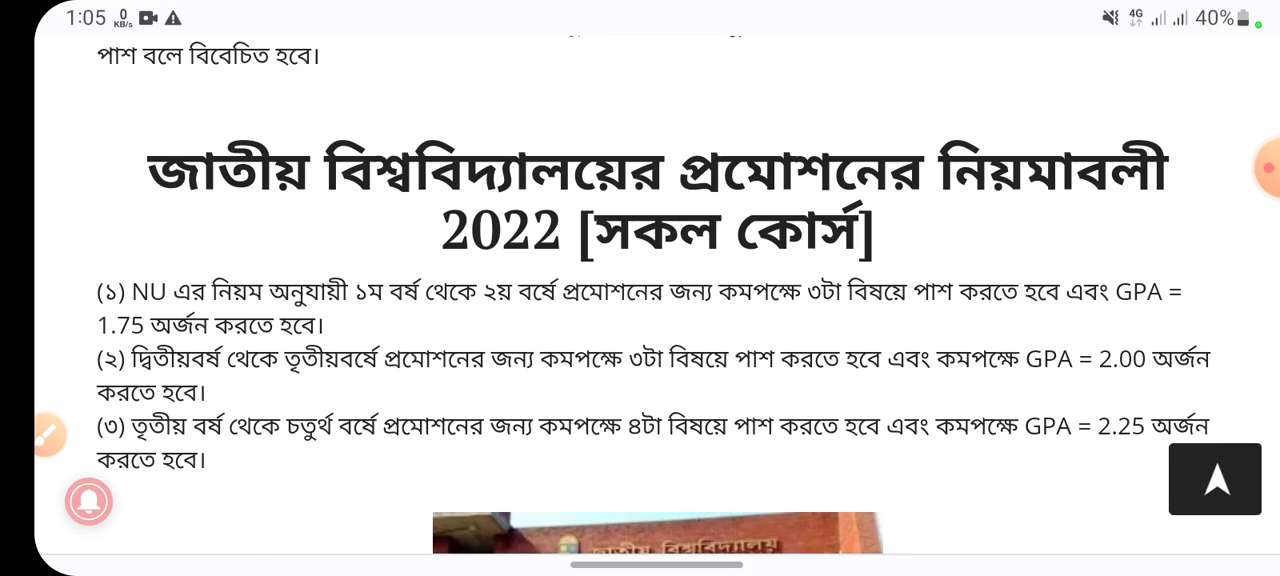 1:05 0 KB/s 4G 40%
পাশ বলে বিবেচিত হবে।
জাতীয় বিশ্ববিদ্যালয়ের প্রমোশনের নিয়মাবলী
2022 [সকল কোর্স]
(১) NU এর নিয়ম অনুযায়ী ১ম বর্ষ থেকে ২য় বর্ষে প্রমোশনের জন্য কমপক্ষে ৩টা বিষয়ে পাশ করতে হবে এবং GPA =
1.75 অর্জন করতে হবে।
(২) দ্বিতীয়বর্ষ থেকে তৃতীয়বর্ষে প্রমোশনের জন্য কমপক্ষে ৩টা বিষয়ে পাশ করতে হবে এবং কমপক্ষে GPA = 2.00 অর্জন
করতে হবে।
(৩) তৃতীয় বর্ষ থেকে চতুর্থ বর্ষে প্রমোশনের জন্য কমপক্ষে ৪টা বিষয়ে পাশ করতে হবে এবং কমপক্ষে GPA = 2.25 অর্জন
করতে হবে।
জাতীয় বিশ্ববিদ্যালয়